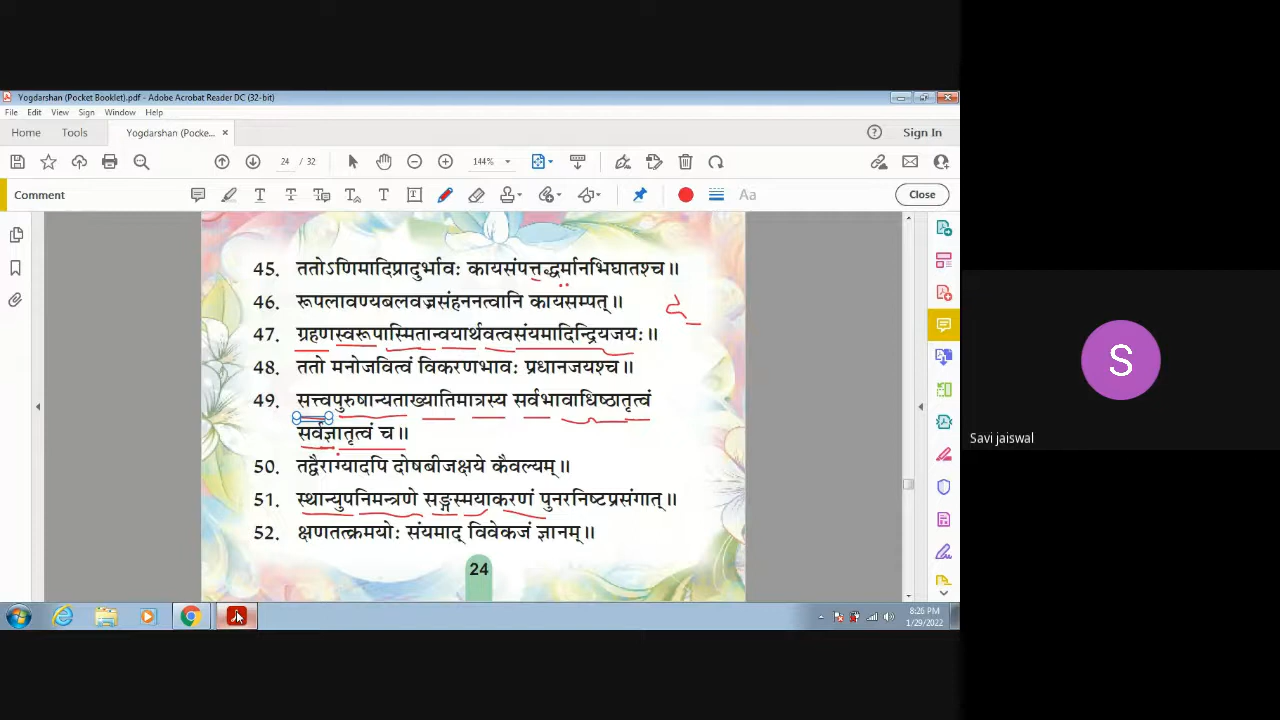 Yogdarshan (Pocket Booklet).pdf - Adobe Acrobat Reader DC (32-bit)
File Edit View Sign Window Help
Home Tools Yogdarshan (Pocke... × Sign In
24 / 32 144%
Comment Aa Close
45. ततोऽणिमादिप्रादुर्भावः कायसंपत्तद्धर्मानभिघातश्च॥
46. रूपलावण्यबलवज्रसंहननत्वानि कायसम्पत्॥
47. ग्रहणस्वरूपास्मितान्वयार्थवत्वसंयमादिन्द्रियजयः॥
48. ततो मनोजवित्वं विकरणभावः प्रधानजयश्च॥
49. सत्त्वपुरुषान्यताख्यातिमात्रस्य सर्वभावाधिष्ठातृत्वं
सर्वज्ञातृत्वं च॥
50. तद्वैराग्यादपि दोषबीजक्षये कैवल्यम्॥
51. स्थान्युपनिमन्त्रणे सङ्गस्मयाकरणं पुनरनिष्टप्रसंगात्॥
52. क्षणतत्क्रमयोः संयमाद् विवेकजं ज्ञानम्॥
24
S
Savi jaiswal
8:26 PM
1/29/2022